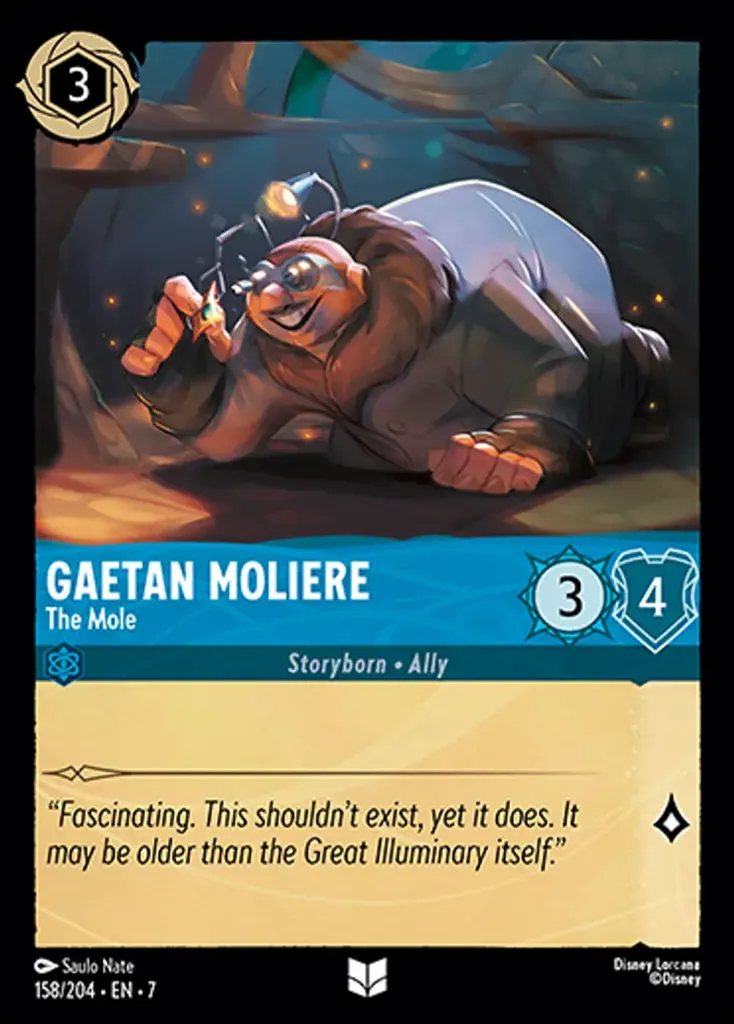 3
GAETAN MOLIERE
The Mole
3
4
Storyborn • Ally
“Fascinating. This shouldn’t exist, yet it does. It
may be older than the Great Illuminary itself.”
Saulo Nate
158/204 • EN • 7
Disney Lorcana
©Disney